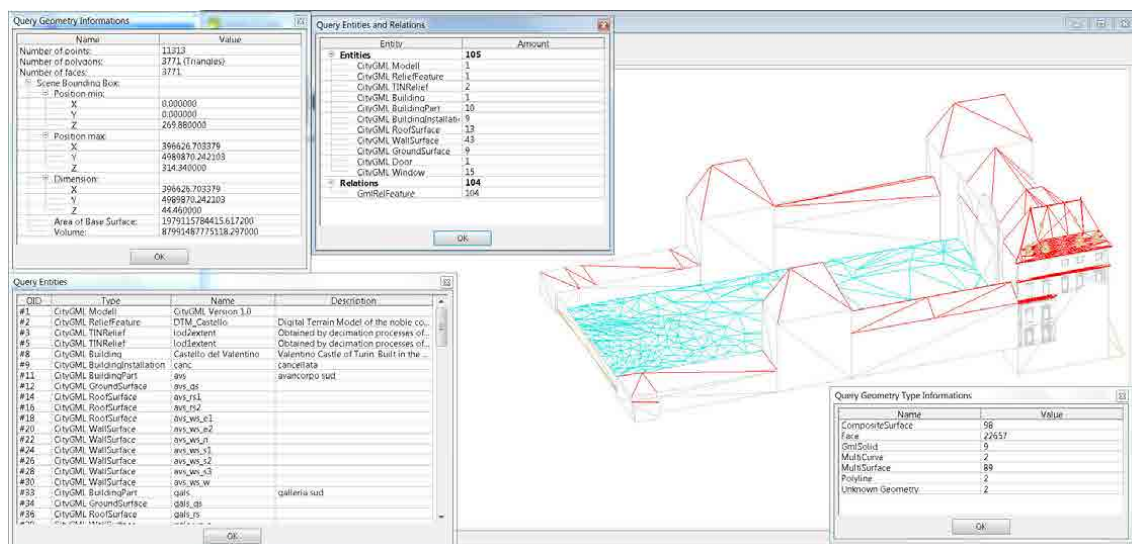 Query Geometry Informations
Name Value
Number of points: 11313
Number of polygons: 3771 (Triangles)
Number of faces: 3771
Scene Bounding Box:
Position min:
X 0.000000
Y 0.000000
Z 269.880000
Position max:
X 396626.703379
Y 4989870.242103
Z 314.340000
Dimension:
X 396626.703379
Y 4989870.242103
Z 44.460000
Area of Base Surface: 1979115784415.617200
Volume: 87991487775118.297000
OK
Query Entities and Relations
Entity Amount
Entities 105
CityGML Modell 1
CityGML ReliefFeature 1
CityGML TINRelief 2
CityGML Building 1
CityGML BuildingPart 10
CityGML BuildingInstallati 9
CityGML RoofSurface 13
CityGML WallSurface 43
CityGML GroundSurface 9
CityGML Door 1
CityGML Window 15
Relations 104
GmlRelFeature 104
OK
Query Entities
OID Type Name Description
#1 CityGML Modell CityGML Version 1.0
#2 CityGML ReliefFeature DTM_Castello Digital Terrain Model of the noble co...
#3 CityGML TINRelief lod2extent Obtained by decimation processes of...
#5 CityGML TINRelief lod1extent Obtained by decimation processes of...
#8 CityGML Building Castello del Valentino Valentino Castle of Turin. Built in the ...
#9 CityGML BuildingInstallation canc cancellata
#11 CityGML BuildingPart avs avancorpo sud
#12 CityGML GroundSurface avs_gs
#14 CityGML RoofSurface avs_rs1
#16 CityGML RoofSurface avs_rs2
#18 CityGML RoofSurface avs_ws_e1
#20 CityGML WallSurface avs_ws_e2
#22 CityGML WallSurface avs_ws_n
#24 CityGML WallSurface avs_ws_s1
#26 CityGML WallSurface avs_ws_s2
#28 CityGML WallSurface avs_ws_s3
#30 CityGML WallSurface avs_ws_w
#33 CityGML BuildingPart gals galleria sud
#34 CityGML GroundSurface gals_gs
#36 CityGML RoofSurface gals_rs
OK
Query Geometry Type Informations
Name Value
CompositeSurface 98
Face 22657
GmlSolid 9
MultiCurve 2
MultiSurface 89
Polyline 2
Unknown Geometry 2
OK